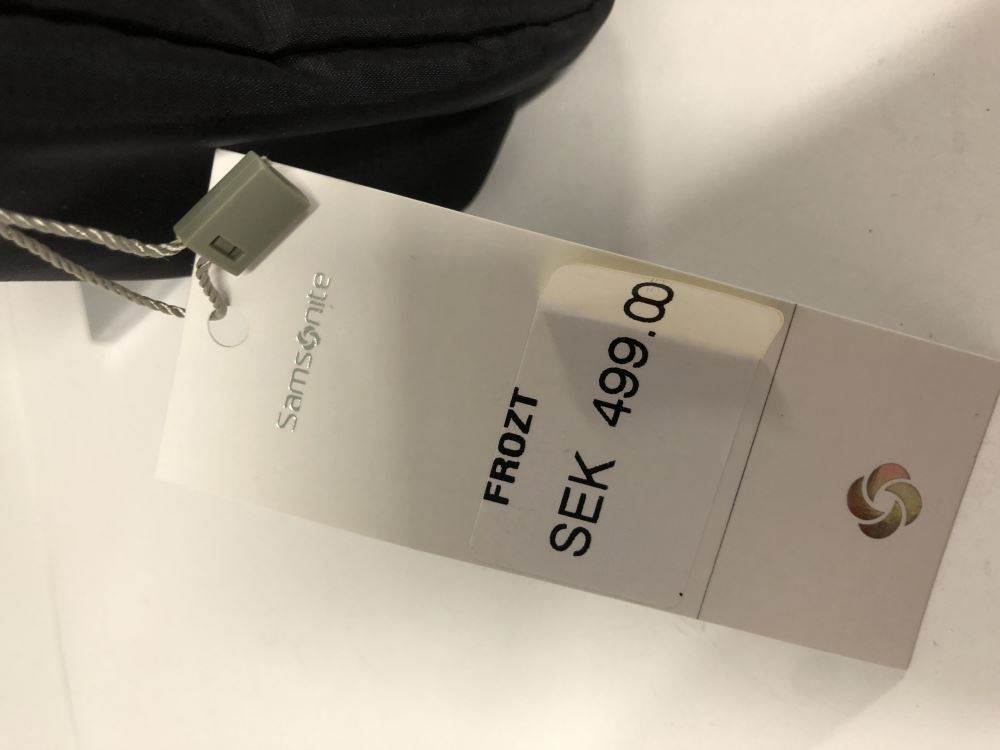 Samsonite
FROZT
SEK 499.00